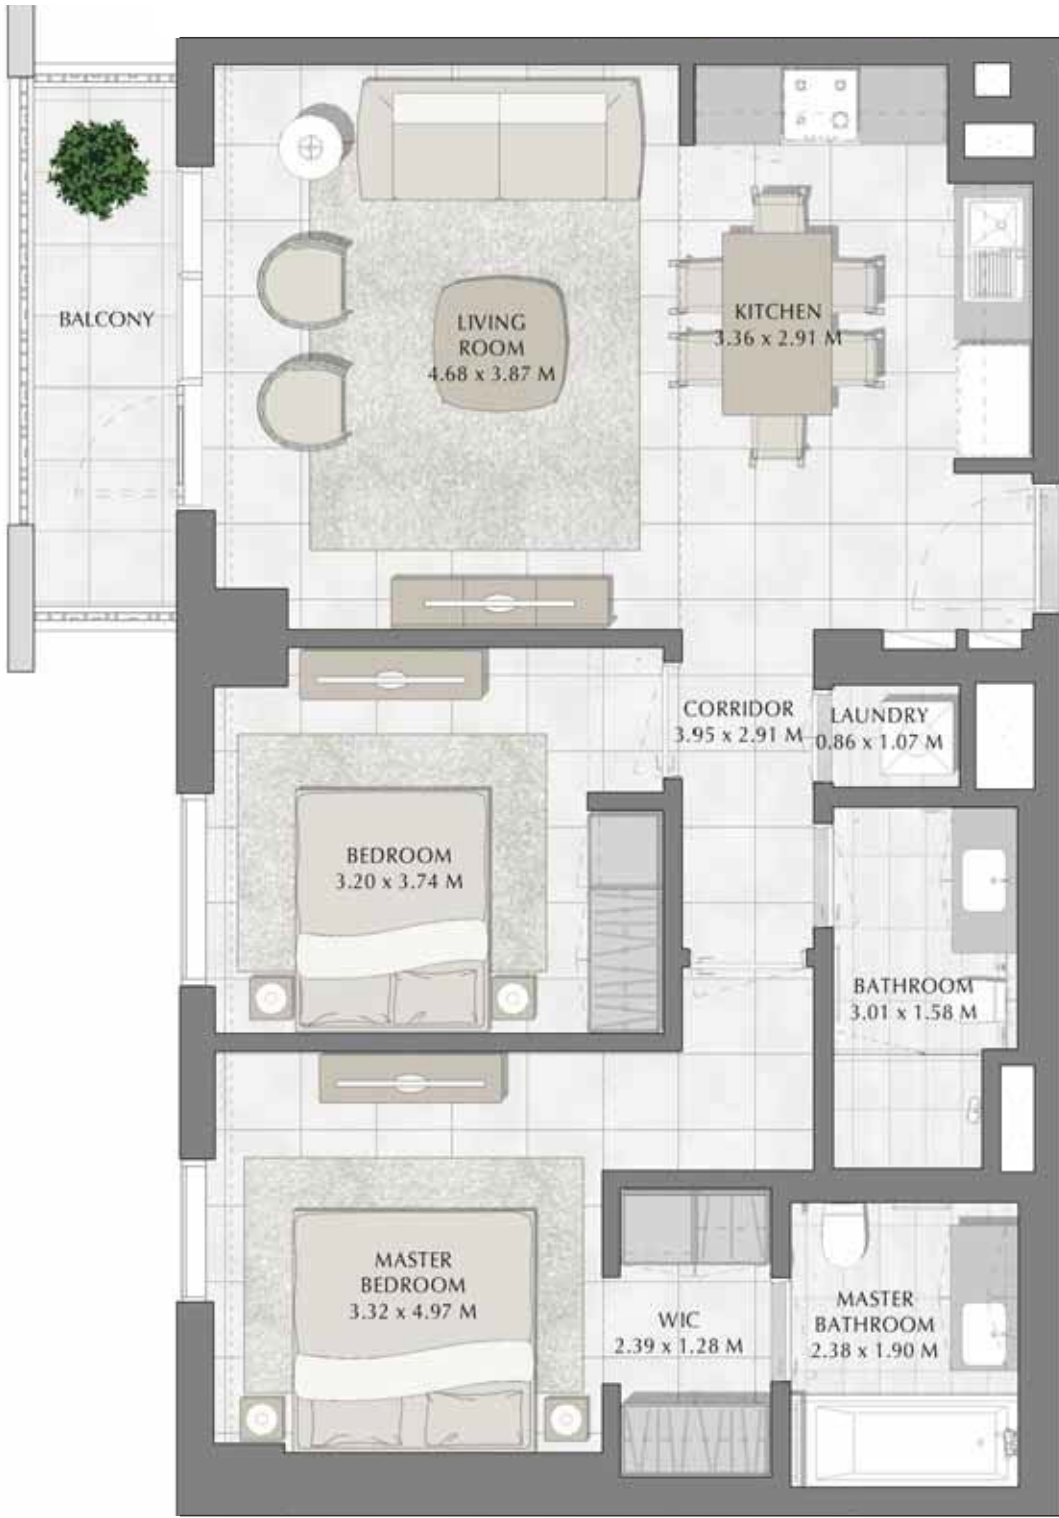 BALCONY
LIVING
ROOM
4.68 x 3.87 M
KITCHEN
3.36 x 2.91 M
CORRIDOR
3.95 x 2.91 M
LAUNDRY
0.86 x 1.07 M
BEDROOM
3.20 x 3.74 M
BATHROOM
3.01 x 1.58 M
MASTER
BEDROOM
3.32 x 4.97 M
WIC
2.39 x 1.28 M
MASTER
BATHROOM
2.38 x 1.90 M